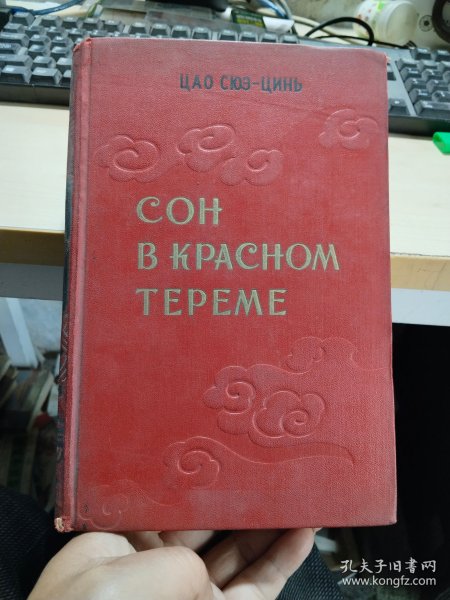 ЦАО СЮЭ-ЦИНЬ
СОН
В КРАСНОМ
ТЕРЕМЕ
孔夫子旧书网
www.kongfz.com